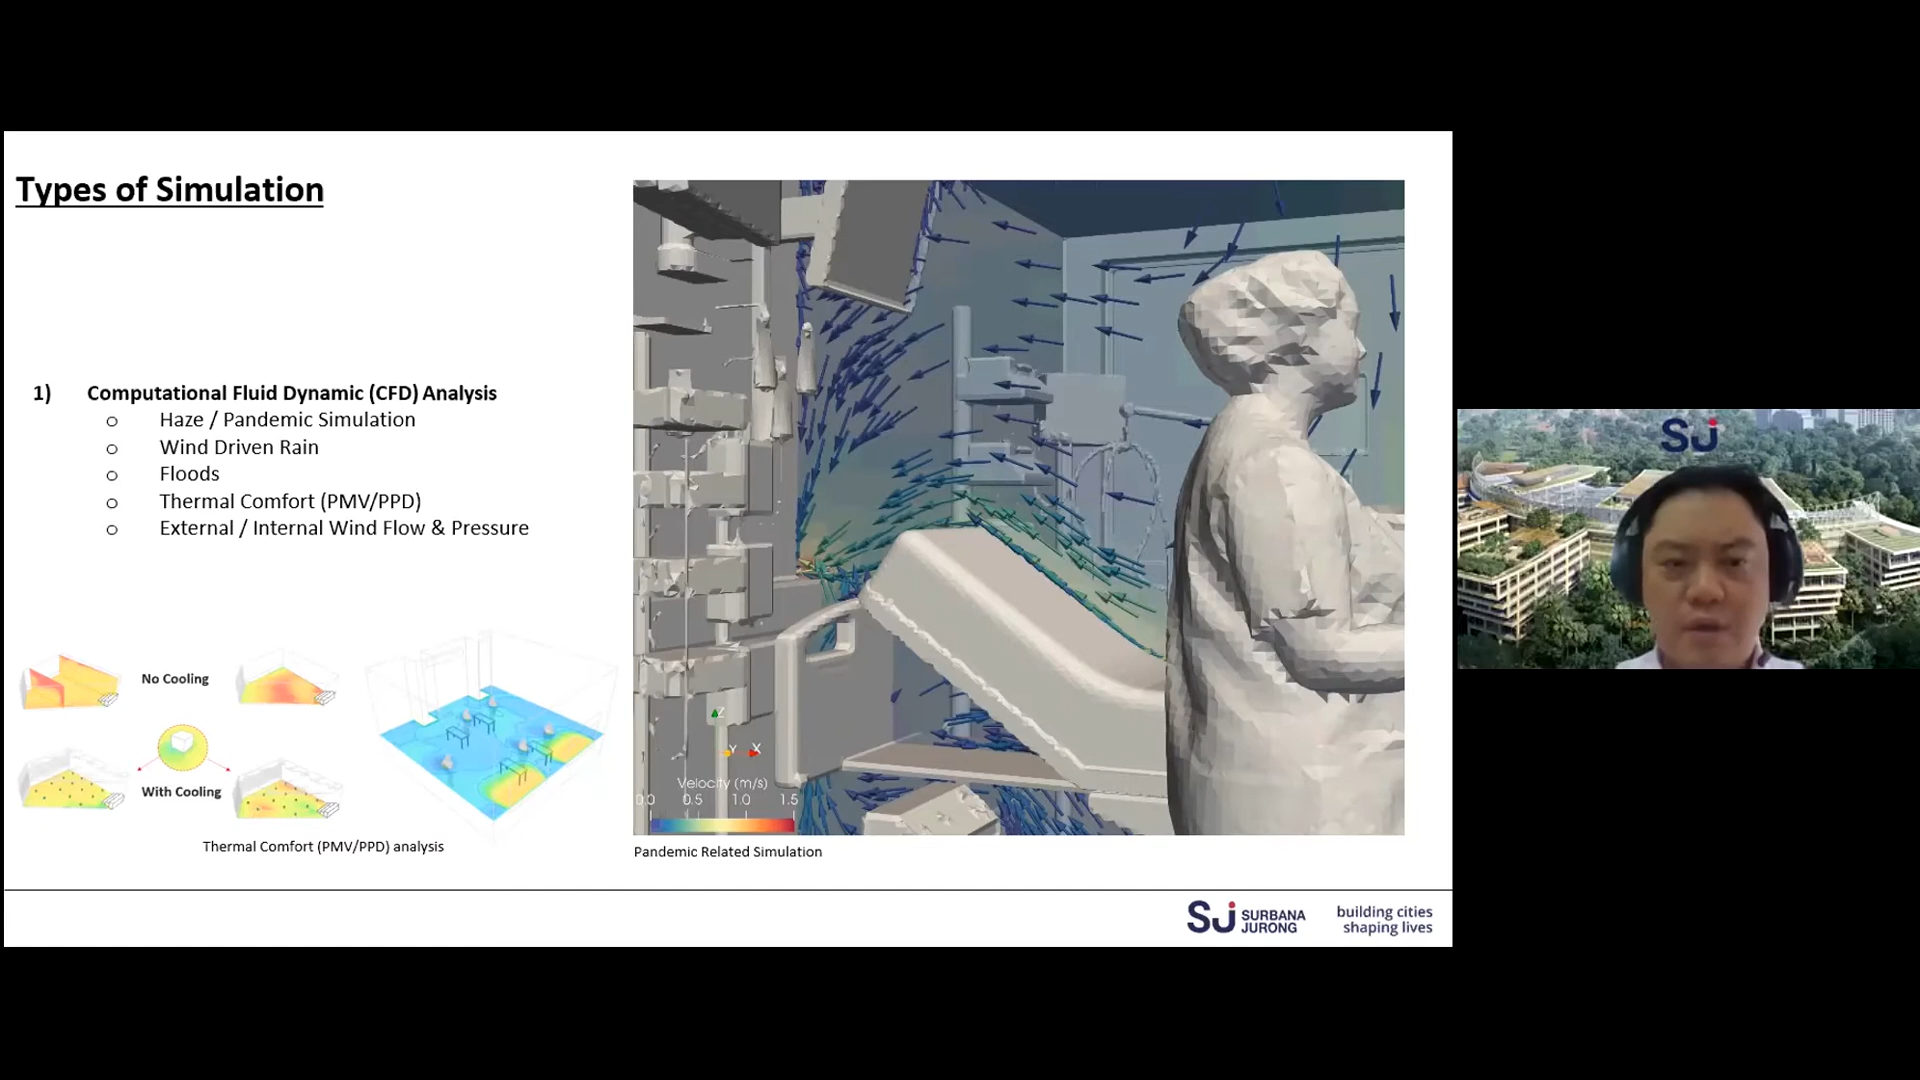 Types of Simulation
1) Computational Fluid Dynamic (CFD) Analysis
o Haze / Pandemic Simulation
o Wind Driven Rain
o Floods
o Thermal Comfort (PMV/PPD)
o External / Internal Wind Flow & Pressure
No Cooling
With Cooling
Thermal Comfort (PMV/PPD) analysis
Z
Y X
Velocity (m/s)
0.0 0.5 1.0 1.5
Pandemic Related Simulation
SJ SURBANA
JURONG
building cities
shaping lives
SJ